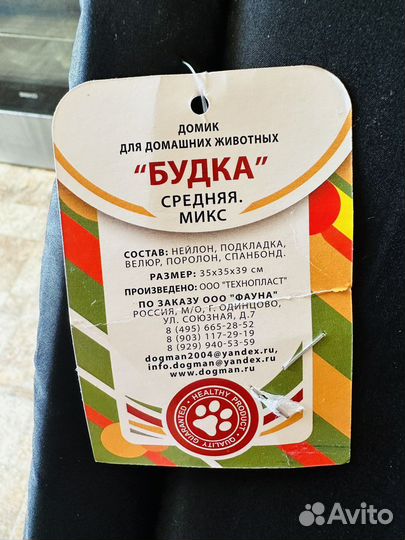 ДОМИК
ДЛЯ ДОМАШНИХ ЖИВОТНЫХ
“БУДКА”
СРЕДНЯЯ.
МИКС
СОСТАВ: НЕЙЛОН, ПОДКЛАДКА,
ВЕЛЮР, ПОРОЛОН, СПАНБОНД.
РАЗМЕР: 35х35х39 см
ПРОИЗВЕДЕНО: ООО "ТЕХНОПЛАСТ"
ПО ЗАКАЗУ ООО "ФАУНА"
РОССИЯ, М/О, Г. ОДИНЦОВО,
УЛ. СОЮЗНАЯ, Д.7
8 (495) 665-28-52
8 (903) 117-29-19
8 (929) 940-53-59
dogman2004@yandex.ru,
info.dogman@yandex.ru
www.dogman.ru
HEALTHY PRODUCT
QUALITY GUARANTED
QUALITY
Avito